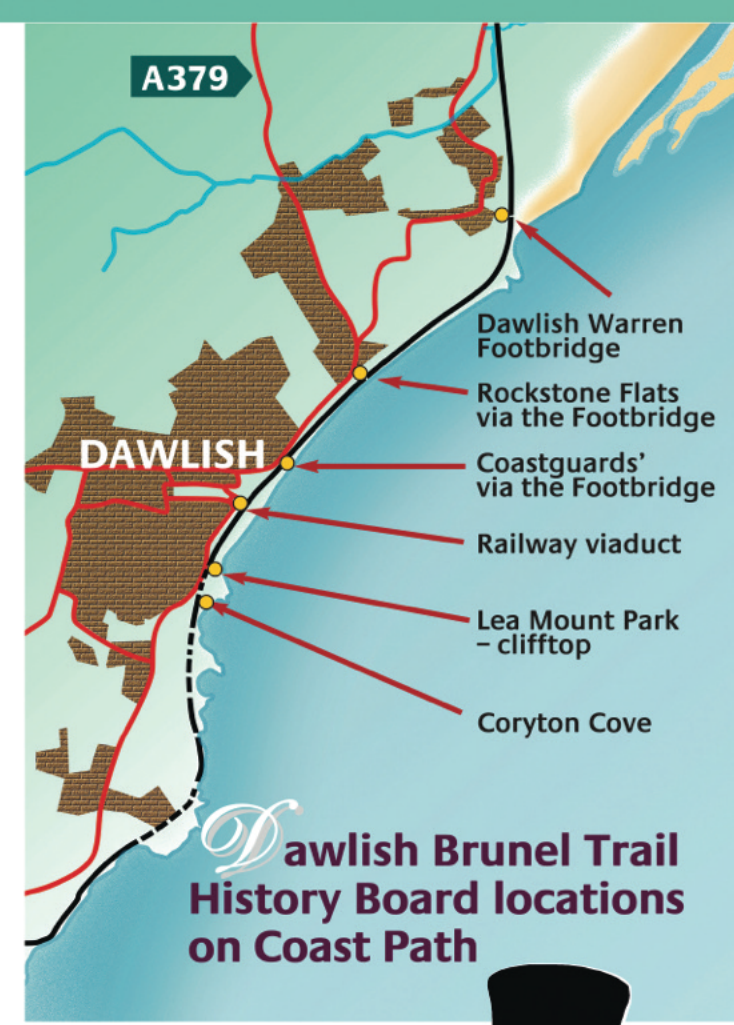 A379
Dawlish Warren
Footbridge
Rockstone Flats
via the Footbridge
DAWLISH
Coastguards’
via the Footbridge
Railway viaduct
Lea Mount Park
– clifftop
Coryton Cove
Dawlish Brunel Trail
History Board locations
on Coast Path